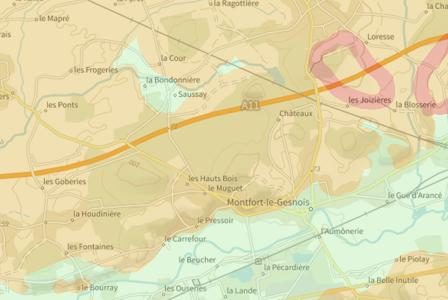 la Ragottière
le Mapré
Loresse
la Cour
les Frogeries
la Bondonnière
Saussay
les Ponts
A11
les Joizières
la Blosserie
Châteaux
les Hauts Bois
le Muguet
les Goberies
le Gué d'Arancé
Montfort-le-Gesnois
la Houdinière
le Pressoir
l'Aumônerie
le Carrefour
les Fontaines
le Beucher
le Piolay
la Pécardière
la Belle Inutile
le Bourray
les Ouseries
la Lande